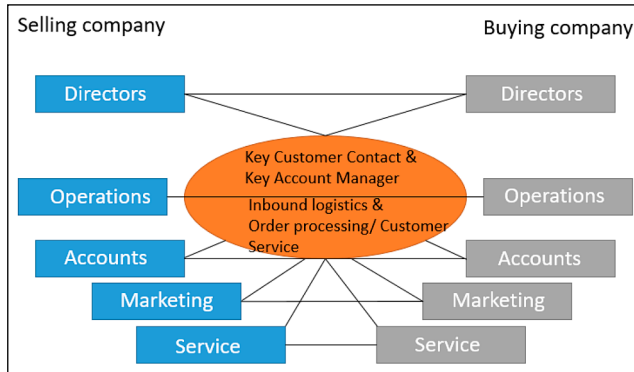 Selling company
Buying company
Directors
Directors
Key Customer Contact &
Key Account Manager
Operations
Operations
Inbound logistics &
Order processing/ Customer
Service
Accounts
Accounts
Marketing
Marketing
Service
Service